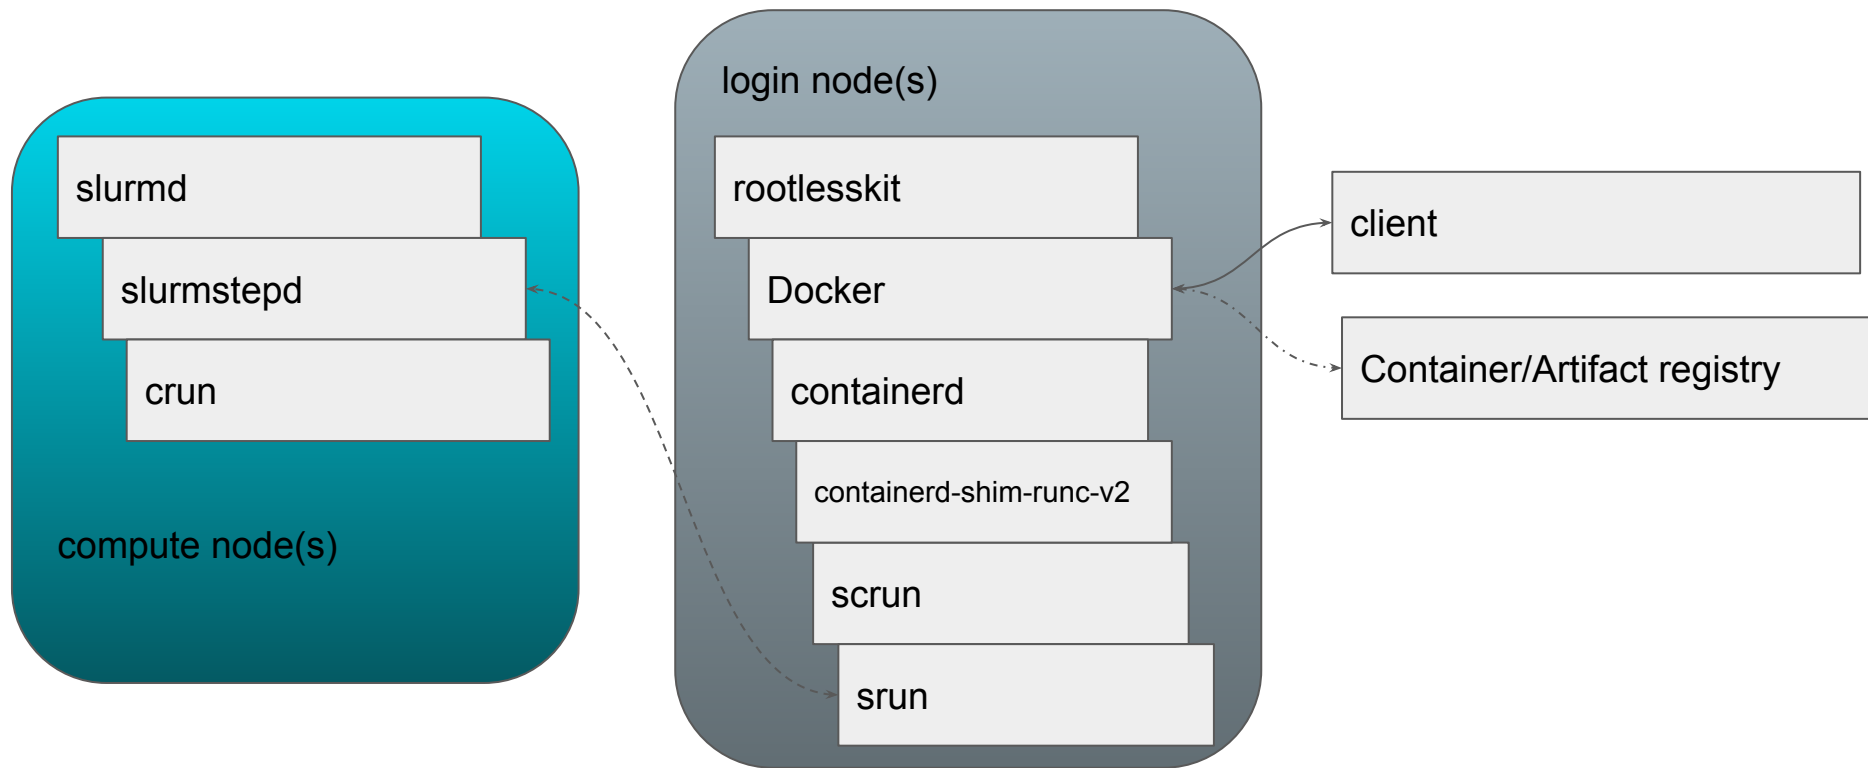 compute node(s)
slurmd
slurmstepd
crun
login node(s)
rootlesskit
Docker
containerd
containerd-shim-runc-v2
scrun
srun
client
Container/Artifact registry